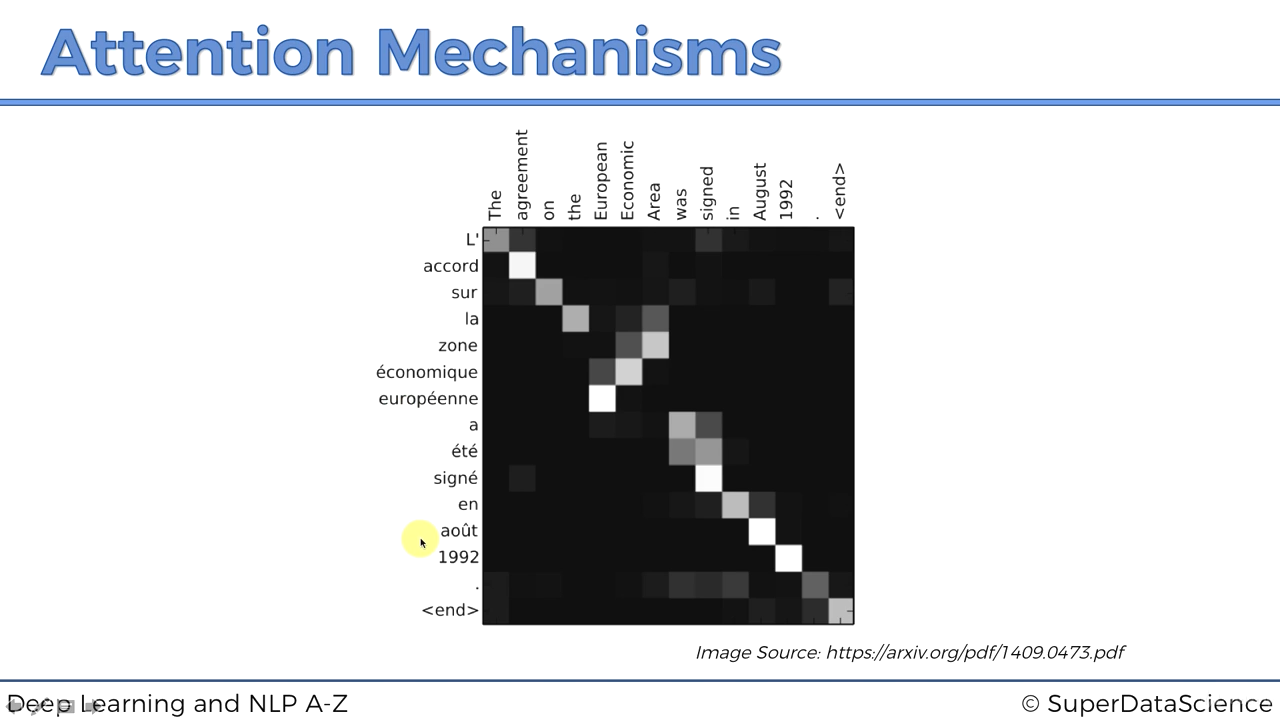 Attention Mechanisms
The
agreement
on
the
European
Economic
Area
was
signed
in
August
1992
.
<end>
L'
accord
sur
la
zone
économique
européenne
a
été
signé
en
août
1992
.
<end>
Image Source: https://arxiv.org/pdf/1409.0473.pdf
Deep Learning and NLP A-Z
© SuperDataScience